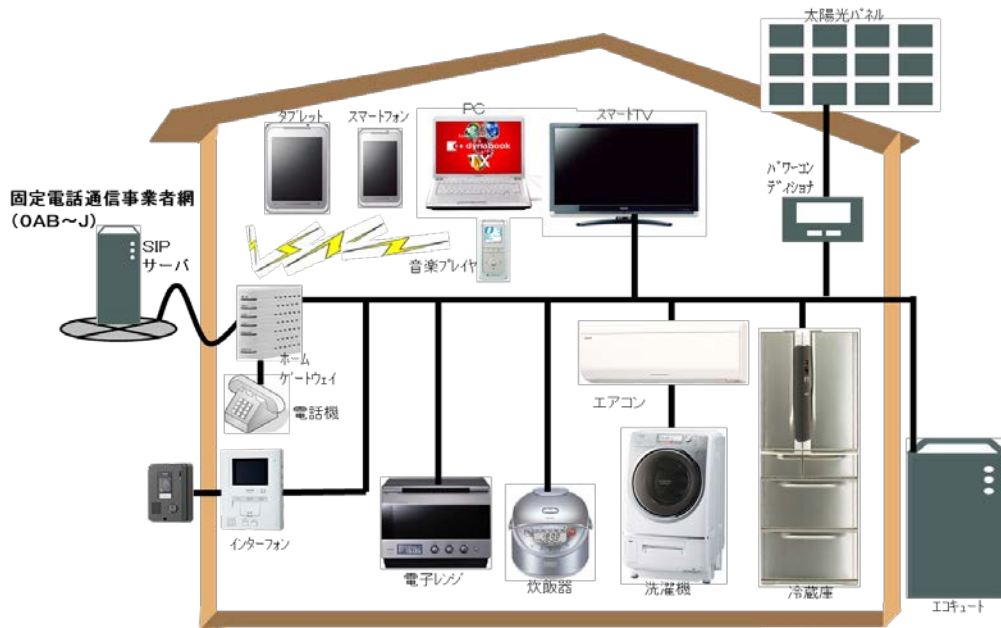 太陽光パネル
タブレット
スマートフォン
PC
スマートTV
dynabook
TX
パワーコン
ディショナ
固定電話通信事業者網
(OAB~J)
SIP
サーバ
音楽プレイヤ
ホーム
ゲートウェイ
電話機
エアコン
インターフォン
電子レンジ
炊飯器
洗濯機
冷蔵庫
エコキュート